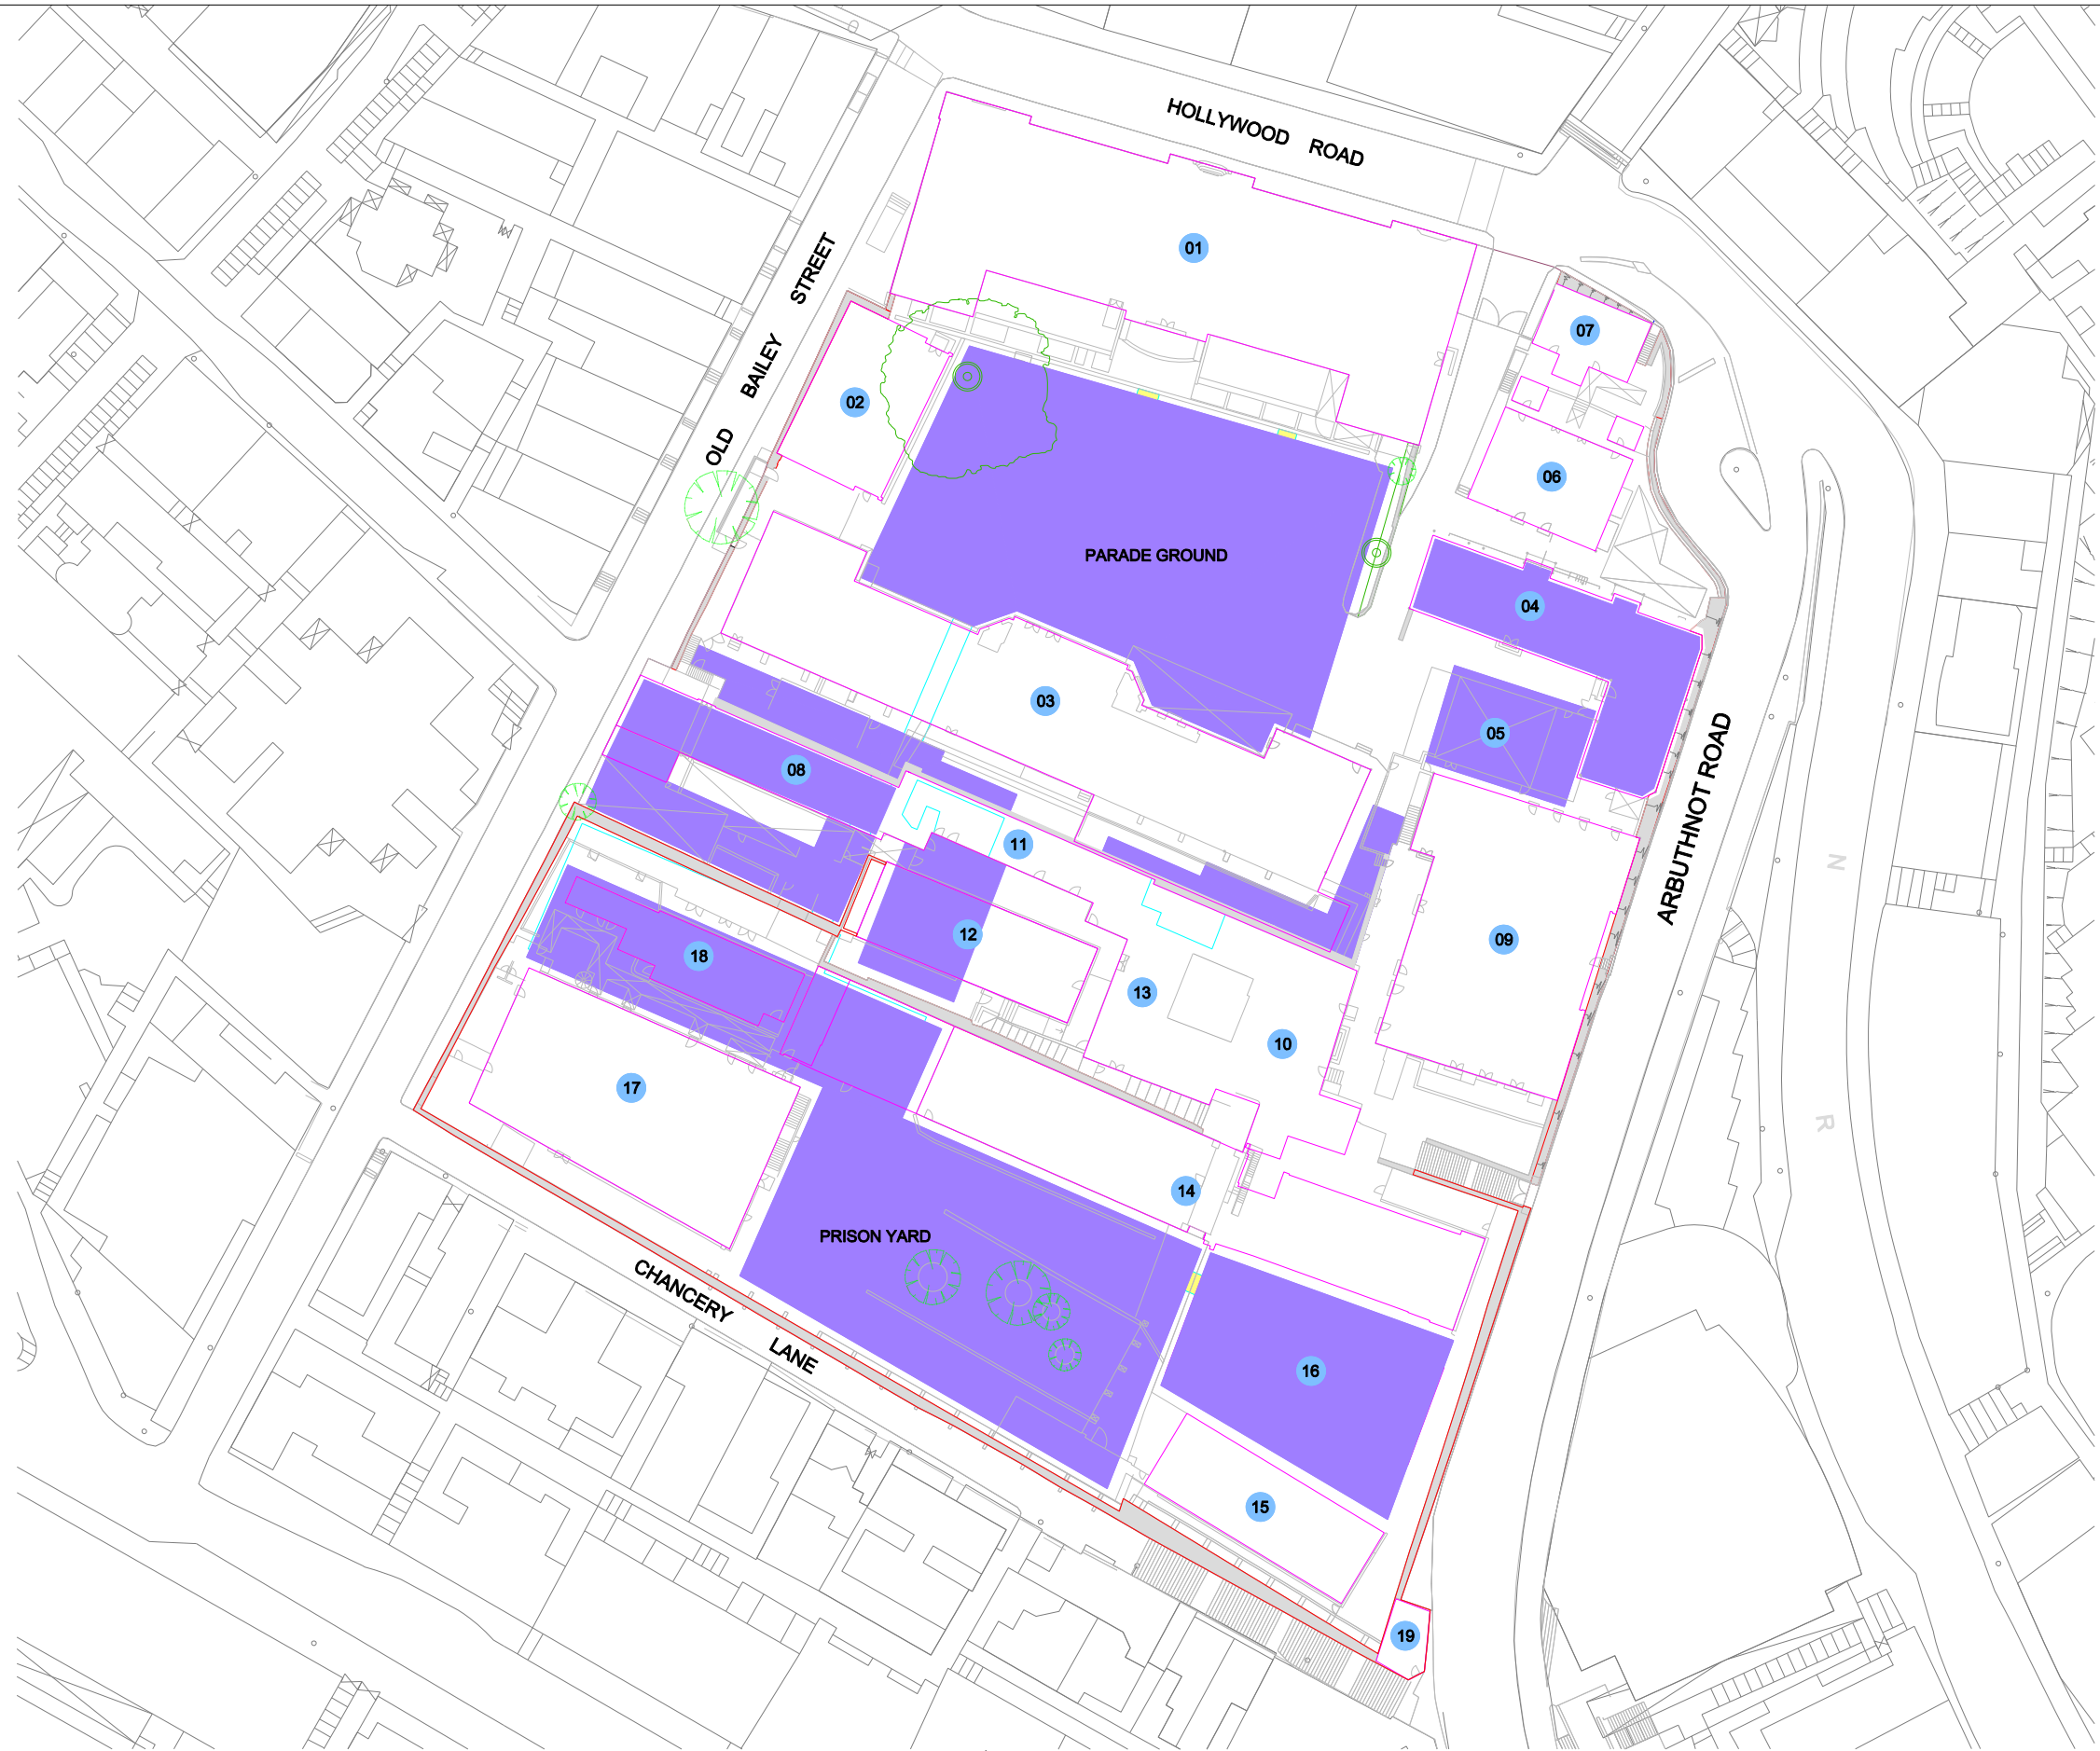 HOLLYWOOD ROAD
01
OLD BAILEY STREET
07
02
06
PARADE GROUND
04
03
05
08
ARBUTHNOT ROAD
11
N
12
09
18
13
10
17
R
14
PRISON YARD
CHANCERY LANE
16
15
19